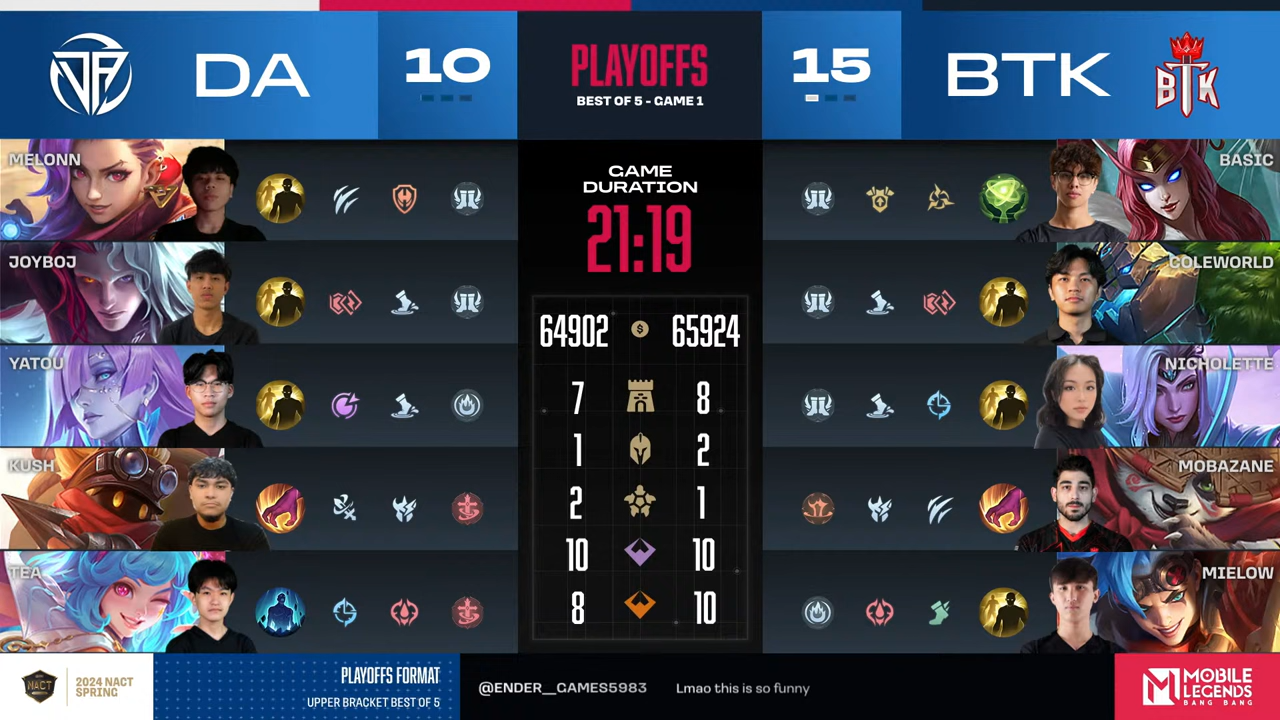 DA
10
PLAYOFFS
BEST OF 5 - GAME 1
15
BTK
BTK
MELONN
JOYBOJ
YATOU
KUSH
TEA
GAME
DURATION
21:19
64902 65924
7 8
1 2
2 1
10 10
8 10
BASIC
COLEWORLD
NICHOLETTE
MOBAZANE
MIELOW
NACT
2024 NACT
SPRING
PLAYOFFS FORMAT
UPPER BRACKET BEST OF 5
@ENDER__GAMES5983 Lmao this is so funny
MOBILE
LEGENDS
BANG BANG